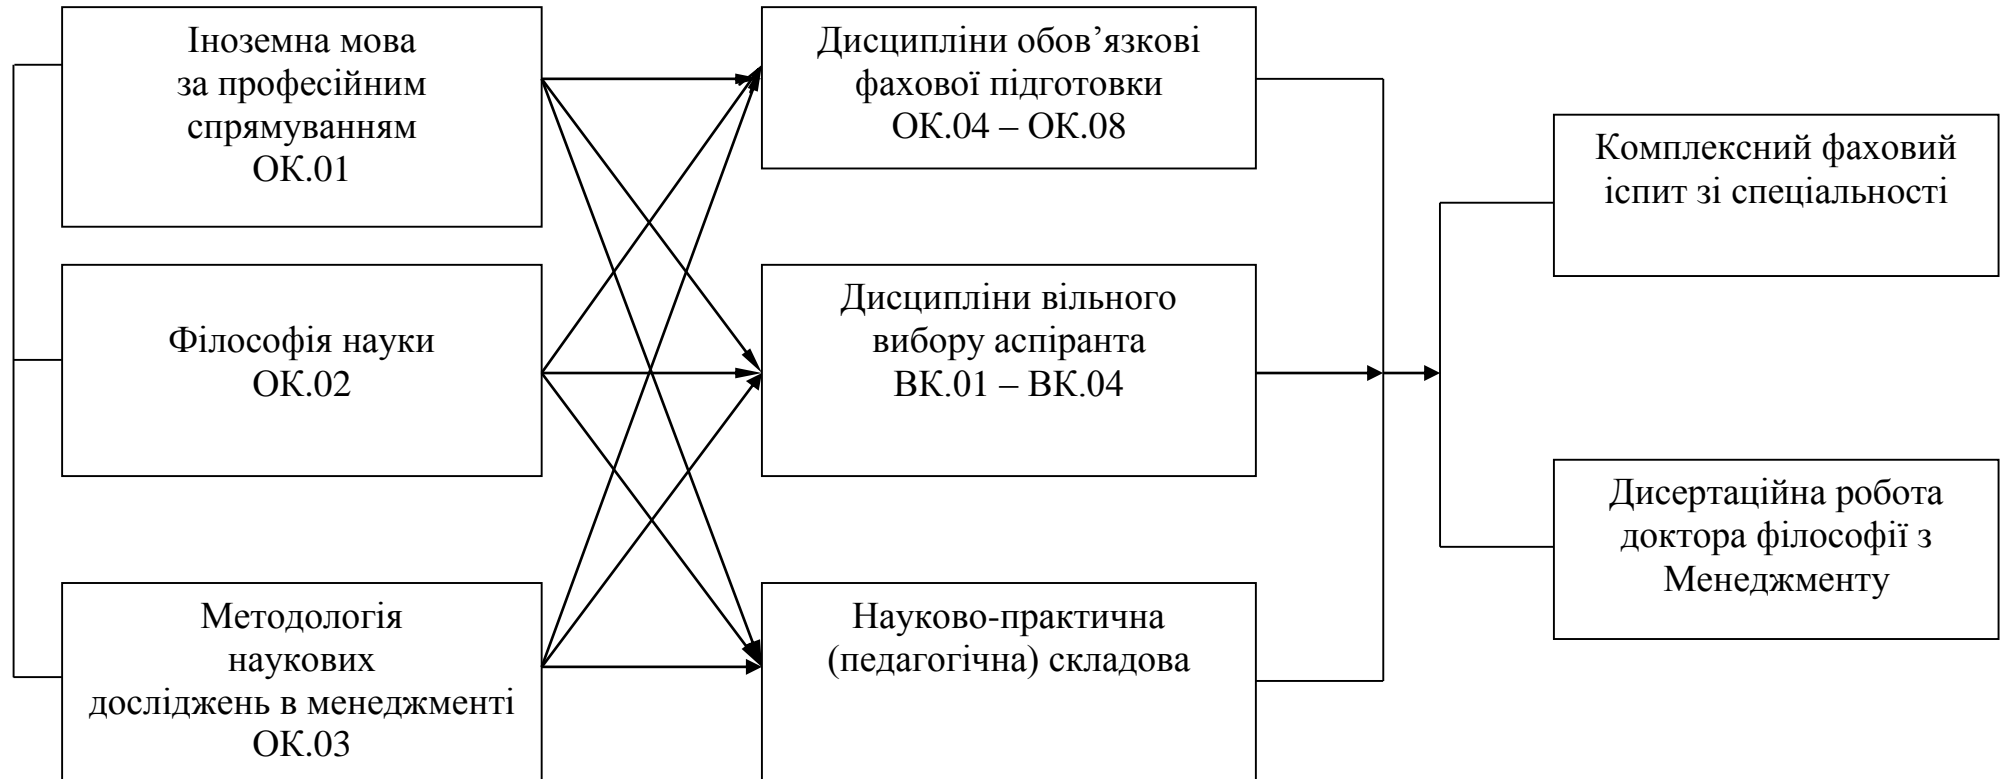 Іноземна мова
за професійним
спрямуванням
ОК.01
Філософія науки
ОК.02
Методологія
наукових
досліджень в менеджменті
ОК.03
Дисципліни обов’язкові
фахової підготовки
ОК.04 – ОК.08
Дисципліни вільного
вибору аспіранта
ВК.01 – ВК.04
Науково-практична
(педагогічна) складова
Комплексний фаховий
іспит зі спеціальності
Дисертаційна робота
доктора філософії з
Менеджменту